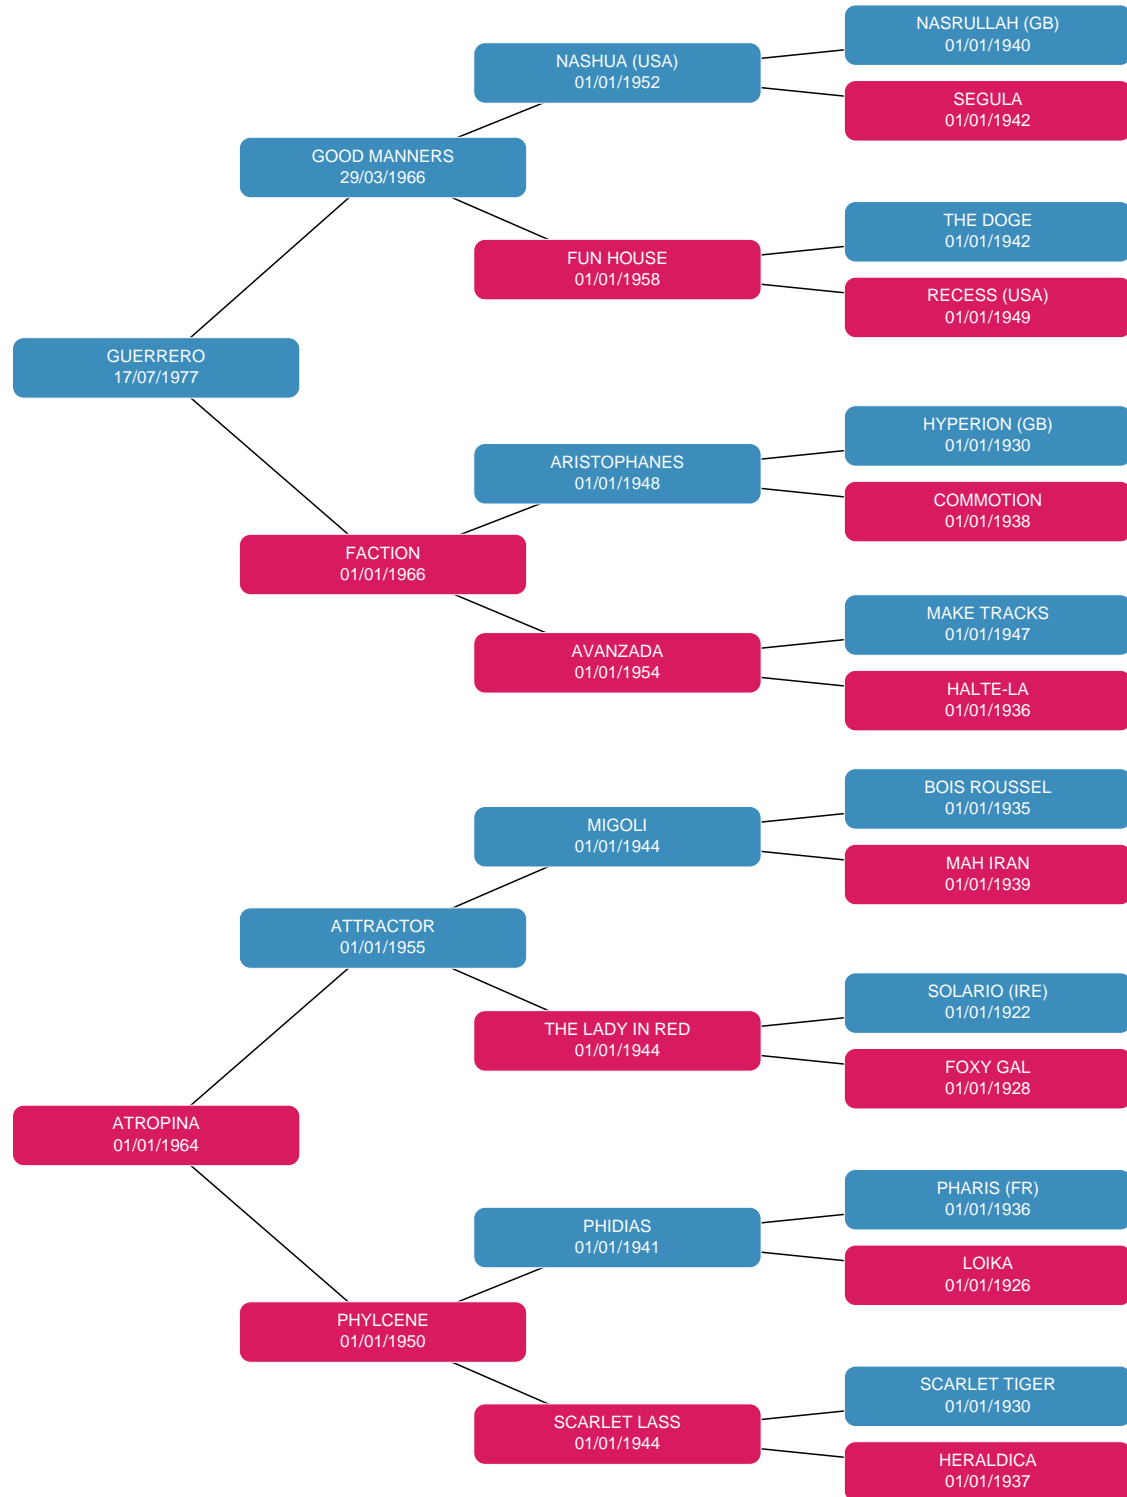 NASRULLAH (GB)
01/01/1940
NASHUA (USA)
01/01/1952
SEGULA
01/01/1942
GOOD MANNERS
29/03/1966
THE DOGE
01/01/1942
FUN HOUSE
01/01/1958
RECESS (USA)
01/01/1949
GUERRERO
17/07/1977
HYPERION (GB)
01/01/1930
ARISTOPHANES
01/01/1948
COMMOTION
01/01/1938
FACTION
01/01/1966
MAKE TRACKS
01/01/1947
AVANZADA
01/01/1954
HALTE-LA
01/01/1936
BOIS ROUSSEL
01/01/1935
MIGOLI
01/01/1944
MAH IRAN
01/01/1939
ATTRACTOR
01/01/1955
SOLARIO (IRE)
01/01/1922
THE LADY IN RED
01/01/1944
FOXY GAL
01/01/1928
ATROPINA
01/01/1964
PHARIS (FR)
01/01/1936
PHIDIAS
01/01/1941
LOIKA
01/01/1926
PHYLCENE
01/01/1950
SCARLET TIGER
01/01/1930
SCARLET LASS
01/01/1944
HERALDICA
01/01/1937